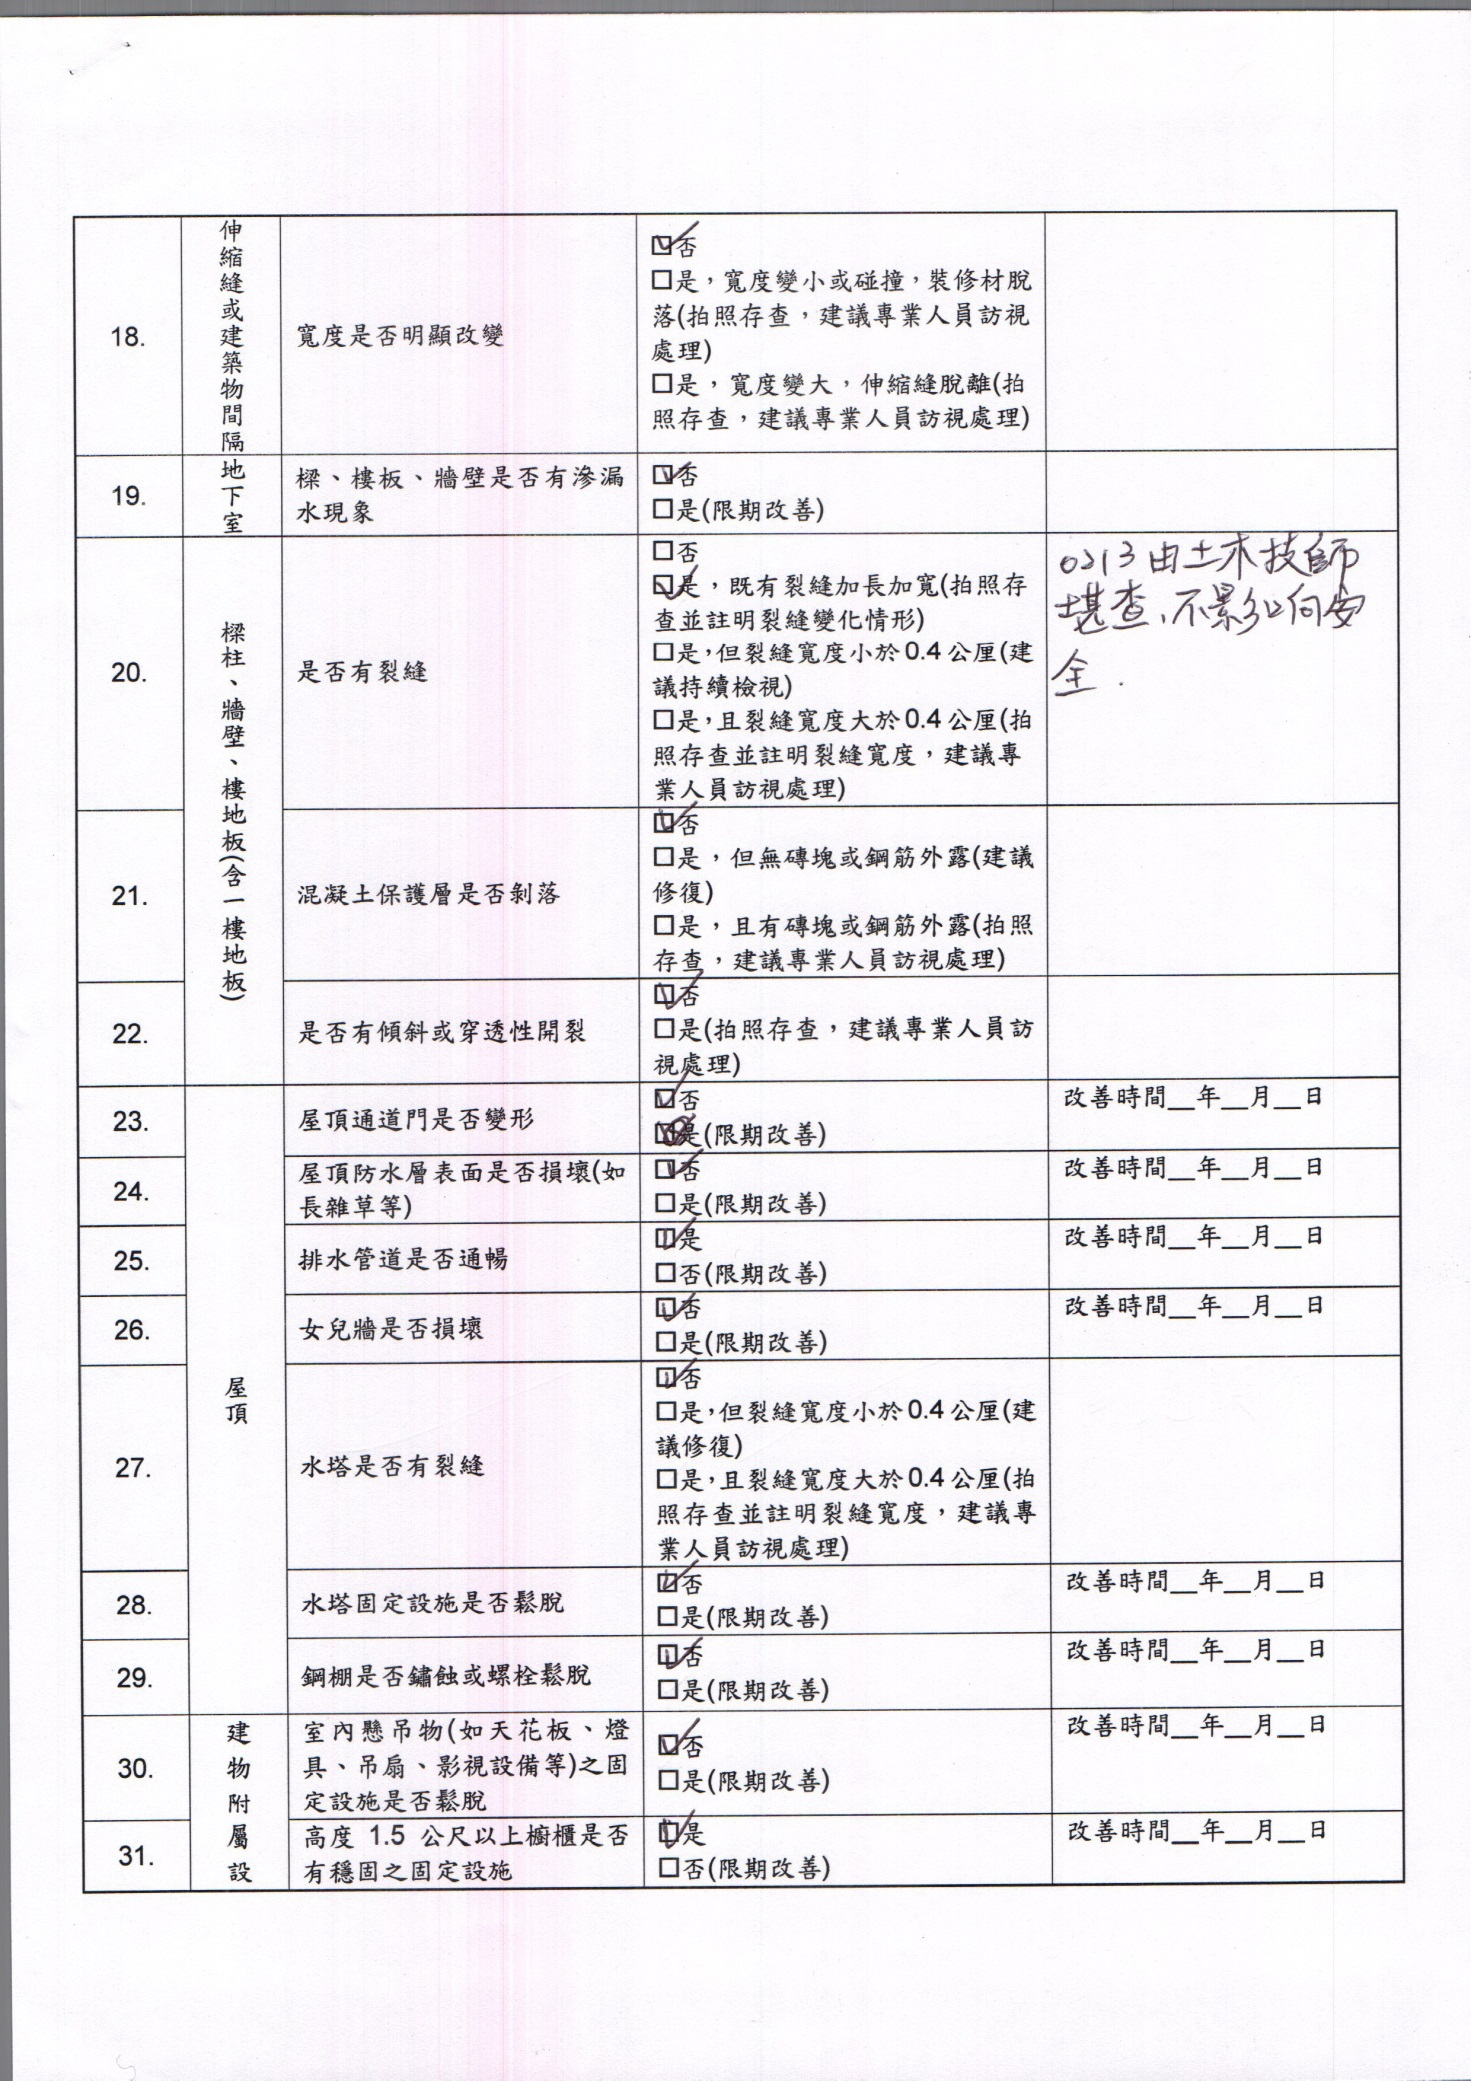 18.
伸縮縫或建築物間隔
寬度是否明顯改變
☑否
□是，寬度變小或碰撞，裝修材脫
落(拍照存查，建議專業人員訪視
處理)
□是，寬度變大，伸縮縫脫離(拍
照存查，建議專業人員訪視處理)
19.
地下室
樑、樓板、牆壁是否有滲漏
水現象
☑否
□是(限期改善)
樑柱、牆壁、樓地板(含一樓地板)
20.
是否有裂縫
□否
☑是，既有裂縫加長加寬(拍照存
查並註明裂縫變化情形)
□是，但裂縫寬度小於0.4公厘(建
議持續檢視)
□是，且裂縫寬度大於0.4公厘(拍
照存查並註明裂縫寬度，建議專
業人員訪視處理)
0213由土木技師
堪查、不影响安
全.
21.
混凝土保護層是否剝落
☑否
□是，但無磚塊或鋼筋外露(建議
修復)
□是，且有磚塊或鋼筋外露(拍照
存查，建議專業人員訪視處理)
22.
是否有傾斜或穿透性開裂
☑否
□是(拍照存查，建議專業人員訪
視處理)
屋頂
23.
屋頂通道門是否變形
☑否
□是(限期改善)
改善時間__年__月__日
24.
屋頂防水層表面是否損壞(如
長雜草等)
☑否
□是(限期改善)
改善時間__年__月__日
25.
排水管道是否通暢
☑是
□否(限期改善)
改善時間__年__月__日
26.
女兒牆是否損壞
☑否
□是(限期改善)
改善時間__年__月__日
27.
水塔是否有裂縫
☑否
□是，但裂縫寬度小於0.4公厘(建
議修復)
□是，且裂縫寬度大於0.4公厘(拍
照存查並註明裂縫寬度，建議專
業人員訪視處理)
28.
水塔固定設施是否鬆脫
☑否
□是(限期改善)
改善時間__年__月__日
29.
鋼棚是否鏽蝕或螺栓鬆脫
☑否
□是(限期改善)
改善時間__年__月__日
建物附屬設
30.
室內懸吊物(如天花板、燈
具、吊扇、影視設備等)之固
定設施是否鬆脫
☑否
□是(限期改善)
改善時間__年__月__日
31.
高度 1.5 公尺以上櫥櫃是否
有穩固之固定設施
☑是
□否(限期改善)
改善時間__年__月__日